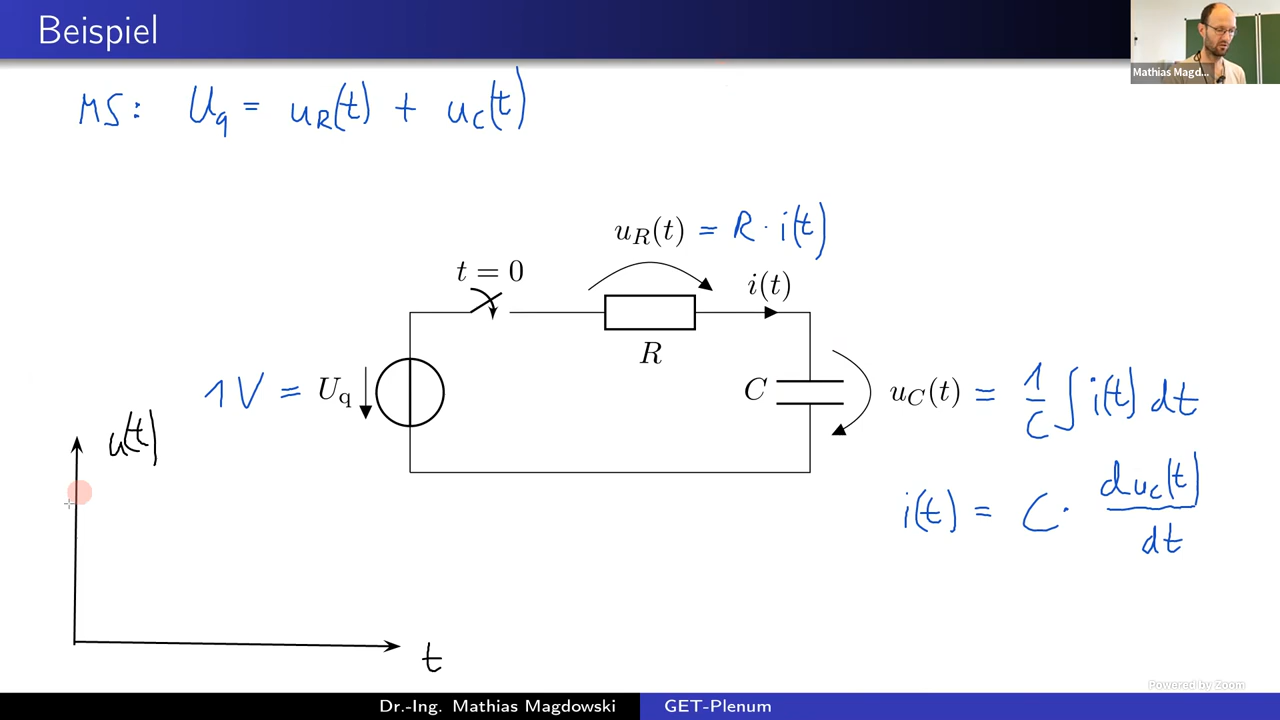 Beispiel
Mathias Magd...
MS: Uq = uR(t) + uC(t)
uR(t) = R · i(t)
t = 0
i(t)
R
1V = Uq
C
uC(t) = 1/C ∫ i(t) dt
u(t)
i(t) = C · duC(t)/dt
t
Powered by Zoom
Dr.-Ing. Mathias Magdowski
GET-Plenum